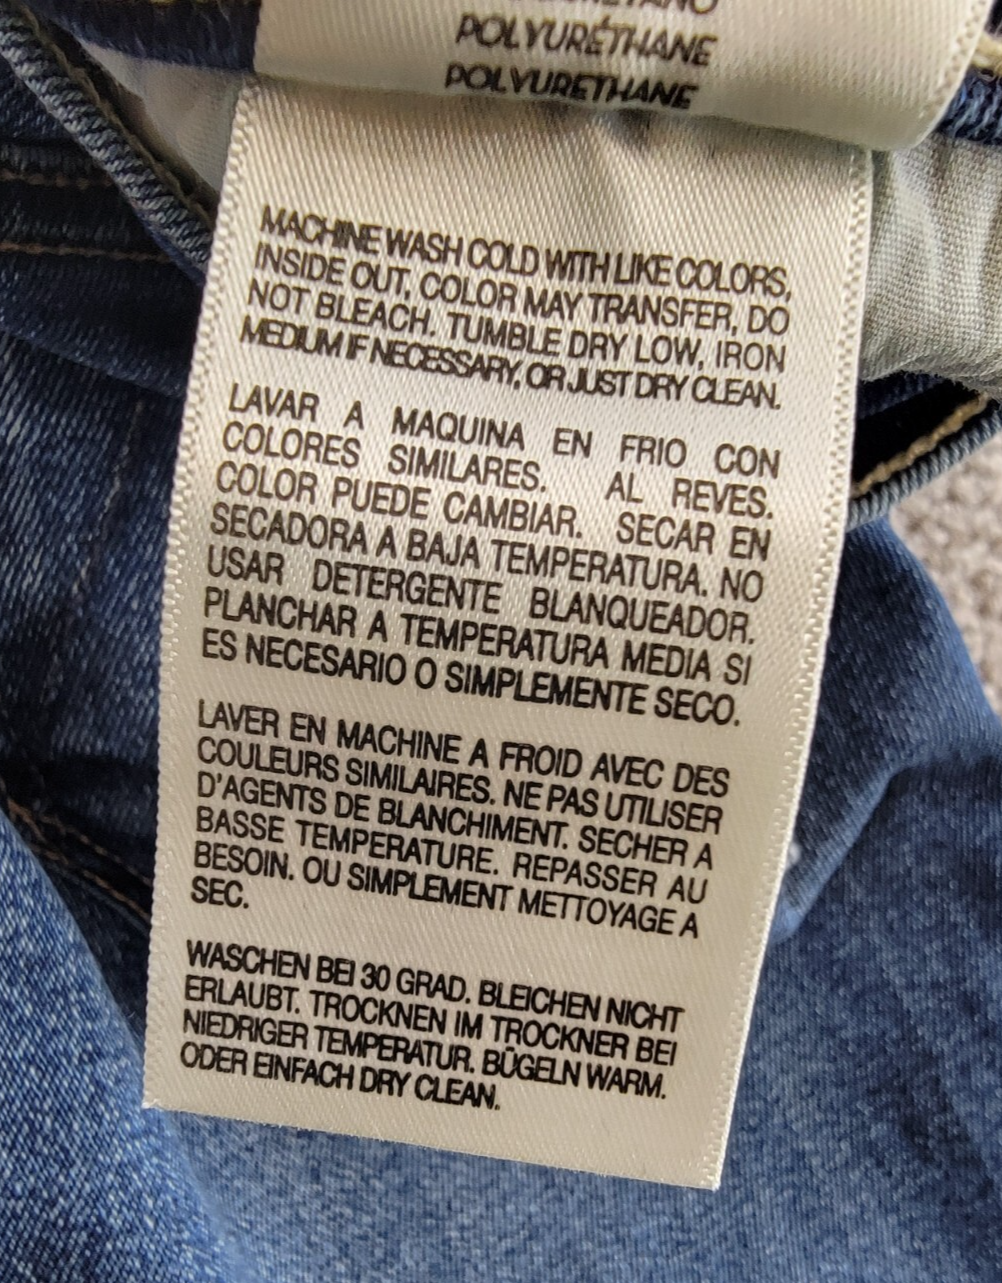 POLYURÉTHANE
POLYURETHANE
MACHINE WASH COLD WITH LIKE COLORS,
INSIDE OUT, COLOR MAY TRANSFER, DO
NOT BLEACH. TUMBLE DRY LOW, IRON
MEDIUM IF NECESSARY, OR JUST DRY CLEAN.
LAVAR A MAQUINA EN FRIO CON
COLORES SIMILARES. AL REVES.
COLOR PUEDE CAMBIAR. SECAR EN
SECADORA A BAJA TEMPERATURA. NO
USAR DETERGENTE BLANQUEADOR.
PLANCHAR A TEMPERATURA MEDIA SI
ES NECESARIO O SIMPLEMENTE SECO.
LAVER EN MACHINE A FROID AVEC DES
COULEURS SIMILAIRES. NE PAS UTILISER
D'AGENTS DE BLANCHIMENT. SECHER A
BASSE TEMPERATURE. REPASSER AU
BESOIN. OU SIMPLEMENT METTOYAGE A
SEC.
WASCHEN BEI 30 GRAD. BLEICHEN NICHT
ERLAUBT. TROCKNEN IM TROCKNER BEI
NIEDRIGER TEMPERATUR. BÜGELN WARM.
ODER EINFACH DRY CLEAN.